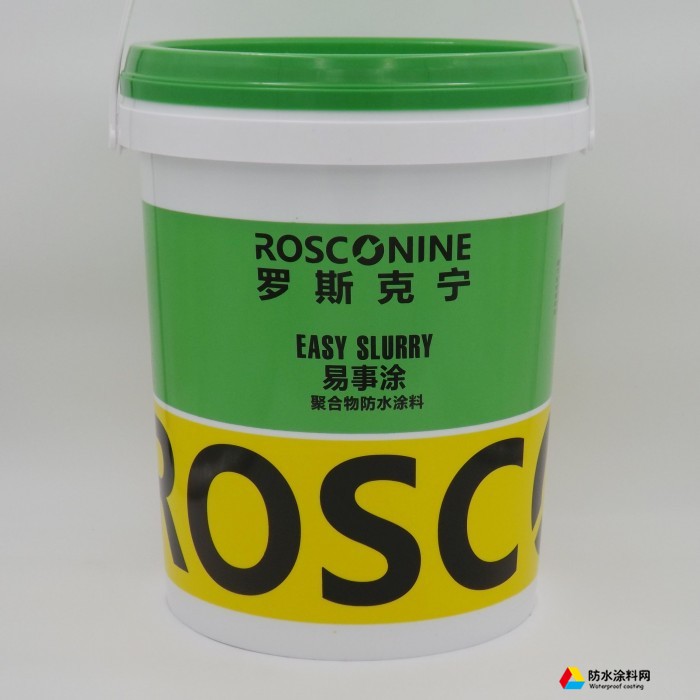 ROSCONINE
罗斯克宁
EASY SLURRY
易事涂
聚合物防水涂料
ROSCO
防水涂料网
Waterproof coating